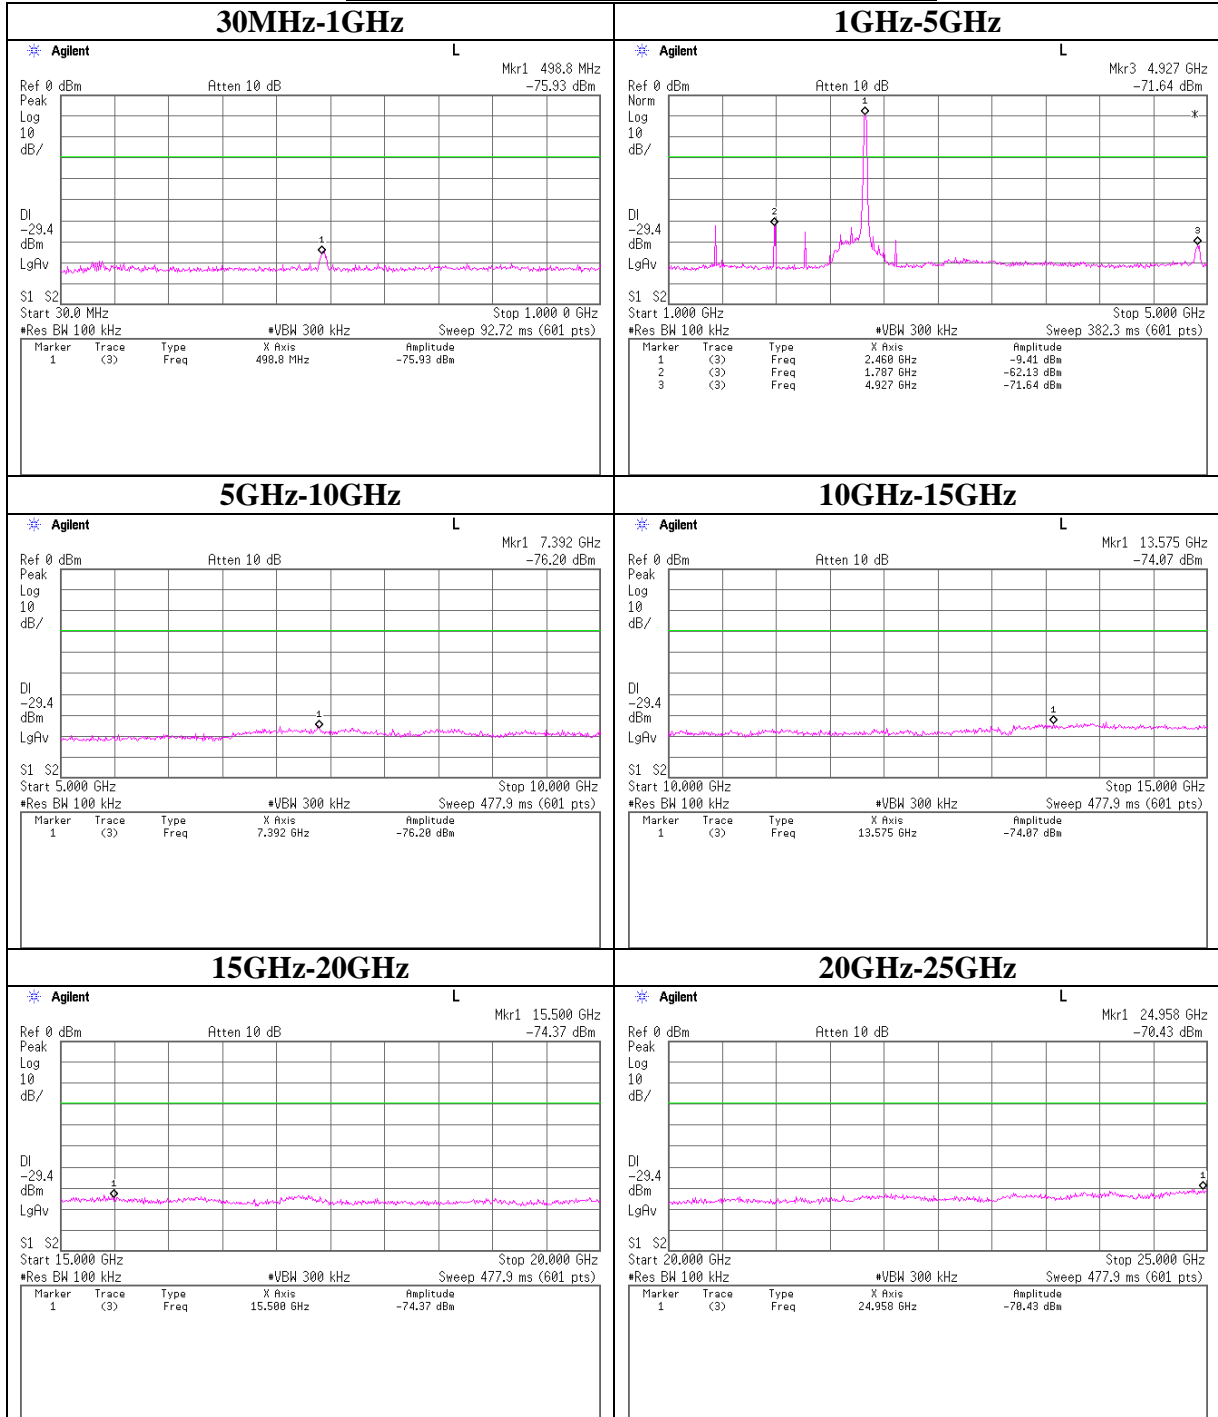 30MHz-1GHz
Agilent L
Mkr1 498.8 MHz
Ref 0 dBm Atten 10 dB -75.93 dBm
Peak
Log
10
dB/
1
DI
-29.4
dBm
LgAv
S1 S2
Start 30.0 MHz Stop 1.000 0 GHz
#Res BW 100 kHz #VBW 300 kHz Sweep 92.72 ms (601 pts)
Marker Trace Type X Axis Amplitude
1 (3) Freq 498.8 MHz -75.93 dBm
1GHz-5GHz
Agilent L
Mkr3 4.927 GHz
Ref 0 dBm Atten 10 dB -71.64 dBm
Norm
Log
10
dB/
1
*
2
3
DI
-29.4
dBm
LgAv
S1 S2
Start 1.000 GHz Stop 5.000 GHz
#Res BW 100 kHz #VBW 300 kHz Sweep 382.3 ms (601 pts)
Marker Trace Type X Axis Amplitude
1 (3) Freq 2.460 GHz -9.41 dBm
2 (3) Freq 1.787 GHz -62.13 dBm
3 (3) Freq 4.927 GHz -71.64 dBm
5GHz-10GHz
Agilent L
Mkr1 7.392 GHz
Ref 0 dBm Atten 10 dB -76.20 dBm
Peak
Log
10
dB/
1
DI
-29.4
dBm
LgAv
S1 S2
Start 5.000 GHz Stop 10.000 GHz
#Res BW 100 kHz #VBW 300 kHz Sweep 477.9 ms (601 pts)
Marker Trace Type X Axis Amplitude
1 (3) Freq 7.392 GHz -76.20 dBm
10GHz-15GHz
Agilent L
Mkr1 13.575 GHz
Ref 0 dBm Atten 10 dB -74.07 dBm
Peak
Log
10
dB/
1
DI
-29.4
dBm
LgAv
S1 S2
Start 10.000 GHz Stop 15.000 GHz
#Res BW 100 kHz #VBW 300 kHz Sweep 477.9 ms (601 pts)
Marker Trace Type X Axis Amplitude
1 (3) Freq 13.575 GHz -74.07 dBm
15GHz-20GHz
Agilent L
Mkr1 15.500 GHz
Ref 0 dBm Atten 10 dB -74.37 dBm
Peak
Log
10
dB/
1
DI
-29.4
dBm
LgAv
S1 S2
Start 15.000 GHz Stop 20.000 GHz
#Res BW 100 kHz #VBW 300 kHz Sweep 477.9 ms (601 pts)
Marker Trace Type X Axis Amplitude
1 (3) Freq 15.500 GHz -74.37 dBm
20GHz-25GHz
Agilent L
Mkr1 24.958 GHz
Ref 0 dBm Atten 10 dB -70.43 dBm
Peak
Log
10
dB/
1
DI
-29.4
dBm
LgAv
S1 S2
Start 20.000 GHz Stop 25.000 GHz
#Res BW 100 kHz #VBW 300 kHz Sweep 477.9 ms (601 pts)
Marker Trace Type X Axis Amplitude
1 (3) Freq 24.958 GHz -70.43 dBm